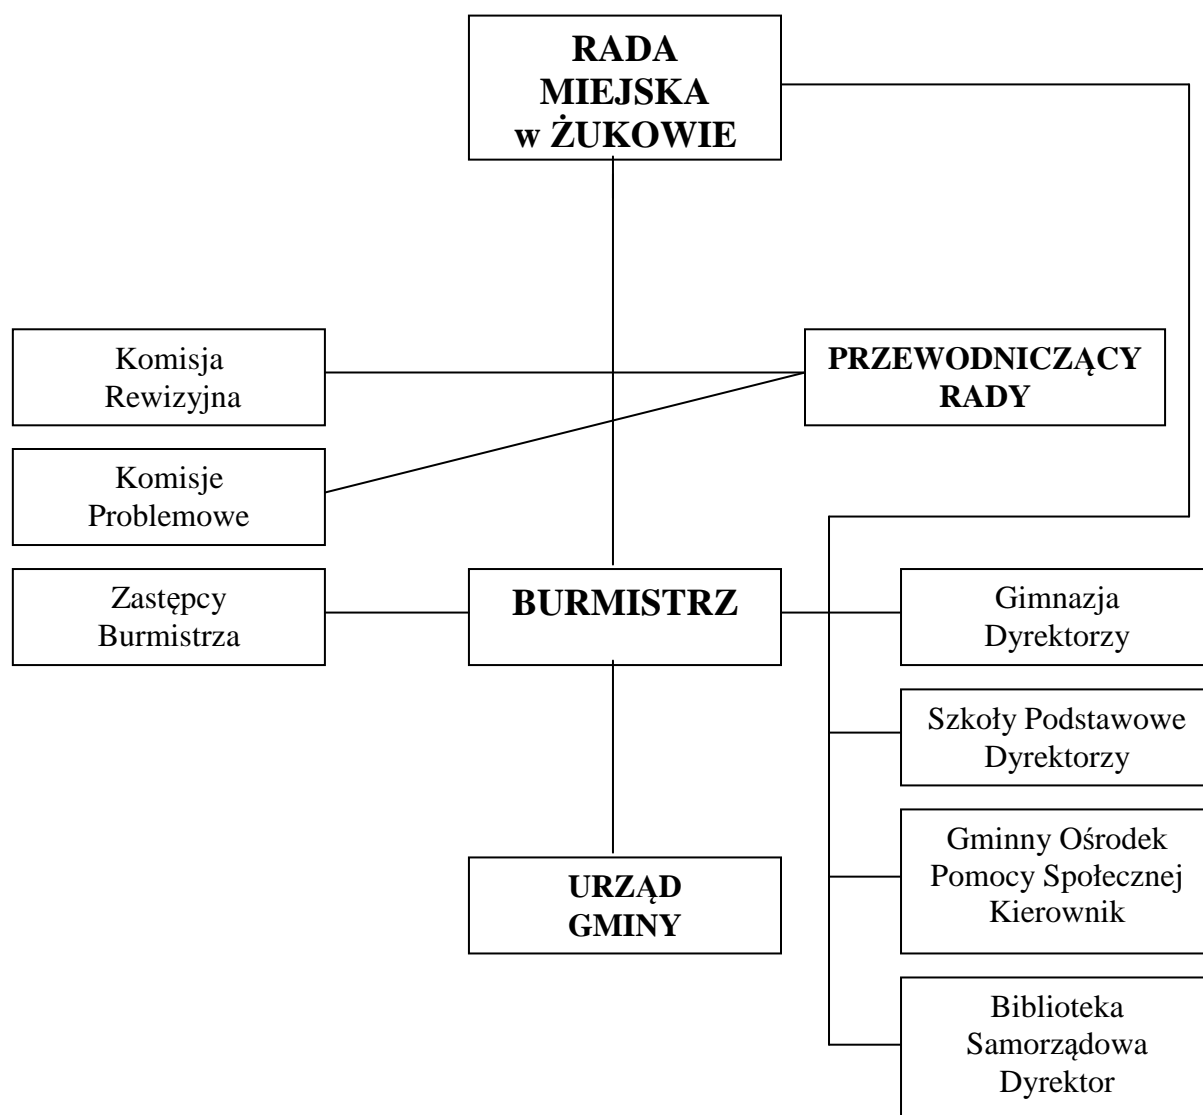 RADA
MIEJSKA
w ŻUKOWIE
Komisja
Rewizyjna
PRZEWODNICZĄCY
RADY
Komisje
Problemowe
Zastępcy
Burmistrza
BURMISTRZ
Gimnazja
Dyrektorzy
Szkoły Podstawowe
Dyrektorzy
Gminny Ośrodek
Pomocy Społecznej
Kierownik
URZĄD
GMINY
Biblioteka
Samorządowa
Dyrektor